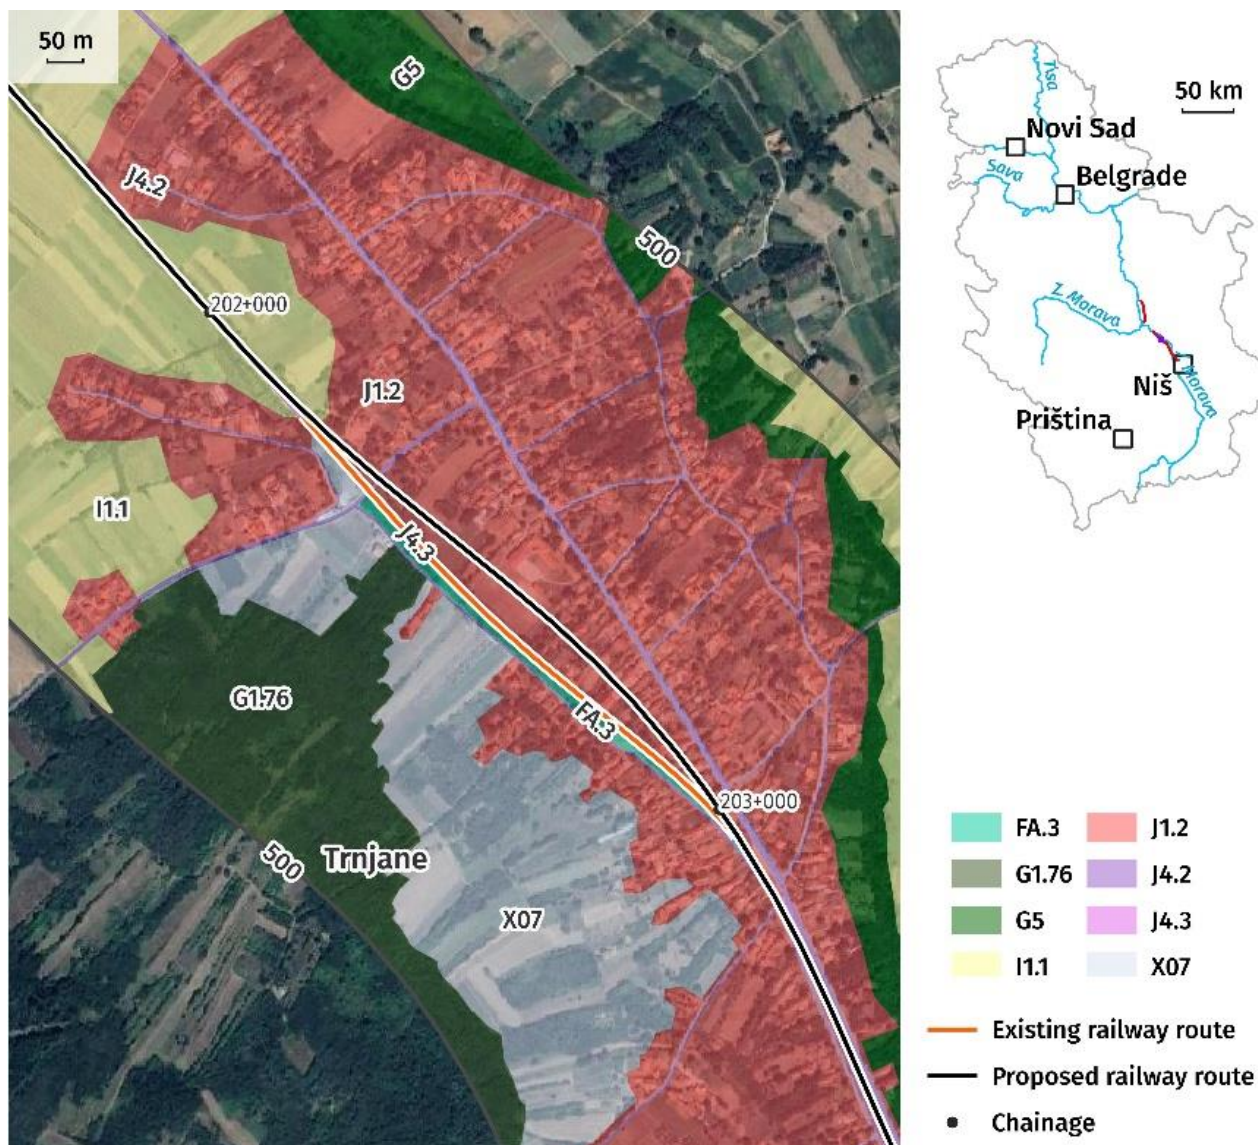 50 m
G5
J4.2
500
202+000
J1.2
I1.1
J4.3
G1.76
FA.3
203+000
500
Trnjane
X07
Tisa
50 km
Novi Sad
Sava
Belgrade
Z. Morava
Niš
J. Morava
Priština
FA.3
J1.2
G1.76
J4.2
G5
J4.3
I1.1
X07
Existing railway route
Proposed railway route
Chainage